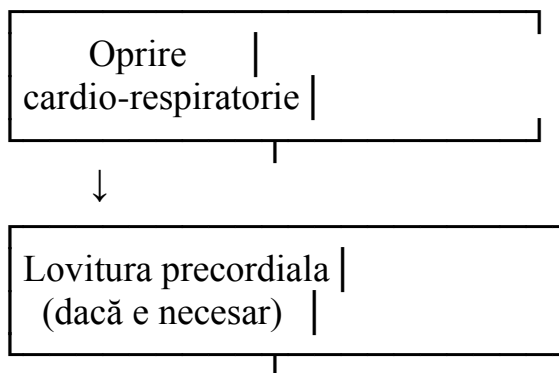 Oprire
cardio-respiratorie
↓
Lovitura precordiala
(dacă e necesar)